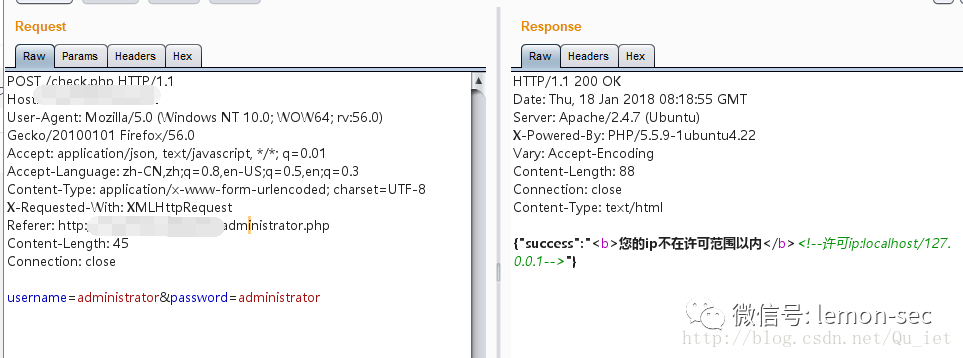 Request
Raw
Params
Headers
Hex
POST /check.php HTTP/1.1
Host:
User-Agent: Mozilla/5.0 (Windows NT 10.0; WOW64; rv:56.0)
Gecko/20100101 Firefox/56.0
Accept: application/json, text/javascript, */*; q=0.01
Accept-Language: zh-CN,zh;q=0.8,en-US;q=0.5,en;q=0.3
Content-Type: application/x-www-form-urlencoded; charset=UTF-8
X-Requested-With: XMLHttpRequest
Referer: http: administrator.php
Content-Length: 45
Connection: close
username=administrator&password=administrator
Response
Raw
Headers
Hex
HTTP/1.1 200 OK
Date: Thu, 18 Jan 2018 08:18:55 GMT
Server: Apache/2.4.7 (Ubuntu)
X-Powered-By: PHP/5.5.9-1ubuntu4.22
Vary: Accept-Encoding
Content-Length: 88
Connection: close
Content-Type: text/html
{"success":"<b>您的ip不在许可范围以内</b><!--许可ip:localhost/127.
0.0.1-->"}
微信号: lemon-sec
http://blog.csdn.net/Qu_iet